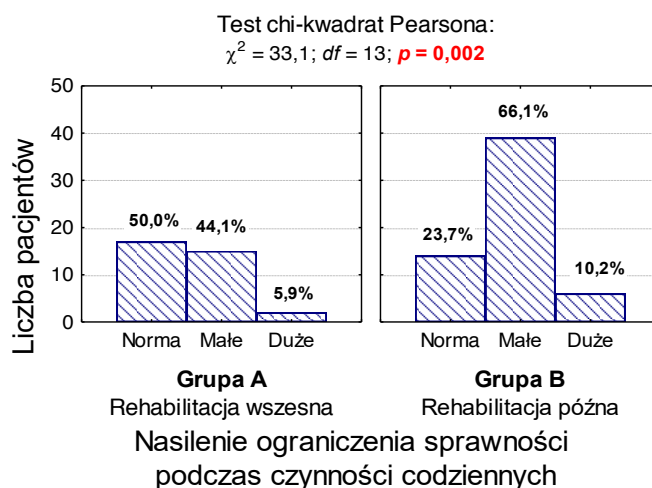 Test chi-kwadrat Pearsona:
χ² = 33,1; df = 13; p = 0,002
Liczba pacjentów
50
40
30
20
10
0
50,0%
44,1%
5,9%
23,7%
66,1%
10,2%
Norma Małe Duże
Norma Małe Duże
Grupa A
Rehabilitacja wszesna
Grupa B
Rehabilitacja późna
Nasilenie ograniczenia sprawności
podczas czynności codziennych